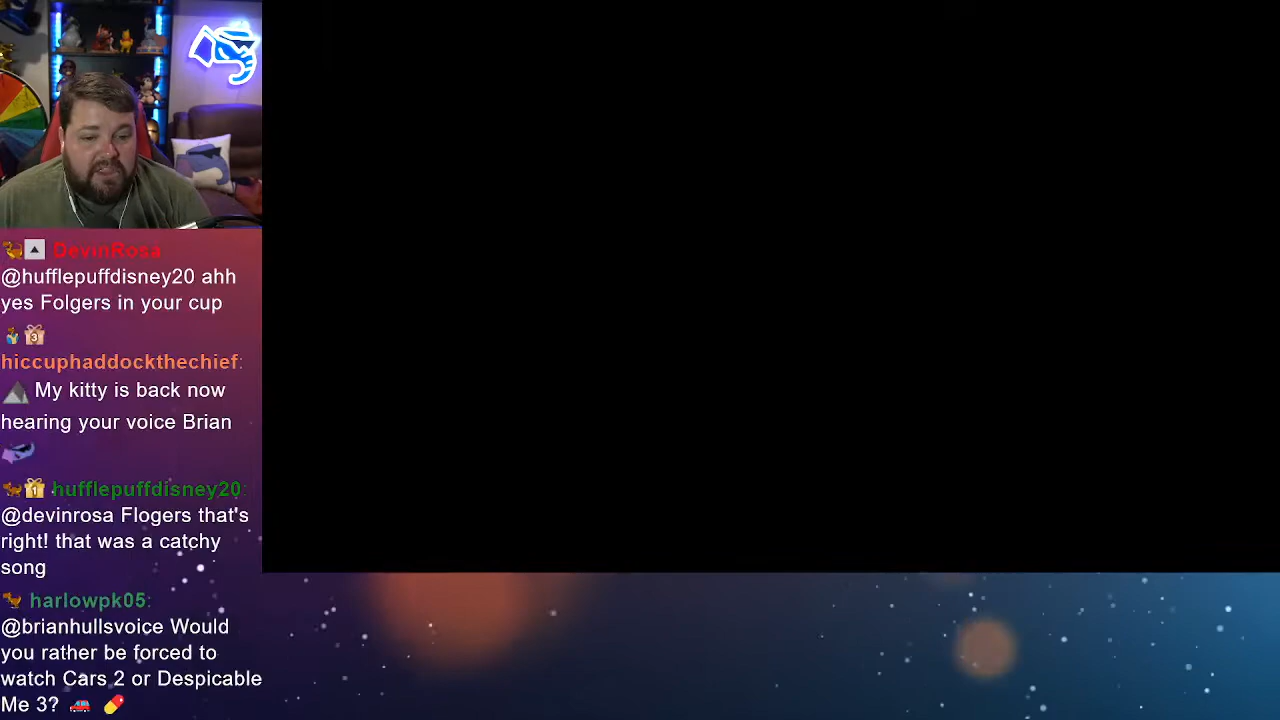 DevinRosa
@hufflepuffdisney20 ahh
yes Folgers in your cup
3
hiccuphaddockthechief:
My kitty is back now
hearing your voice Brian
1 hufflepuffdisney20:
@devinrosa Flogers that's
right! that was a catchy
song
harlowpk05:
@brianhullsvoice Would
you rather be forced to
watch Cars 2 or Despicable
Me 3?